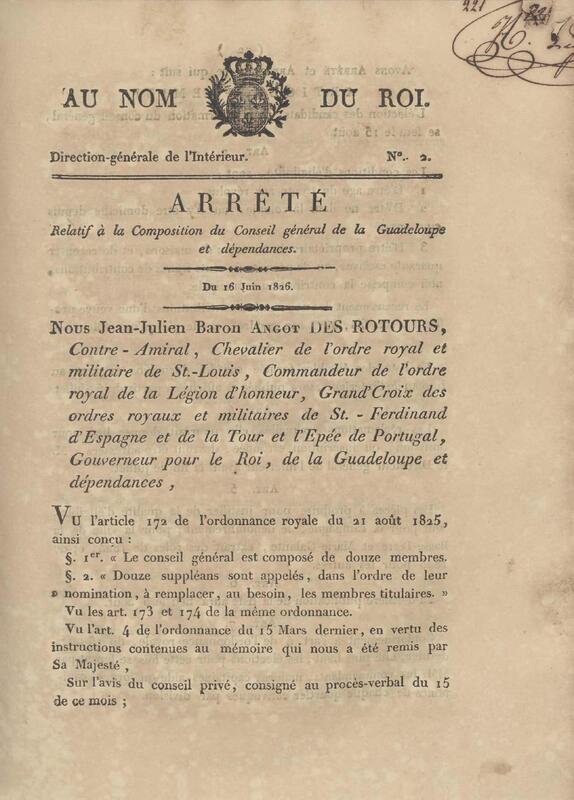 221
AU NOM DU ROI.
Direction-générale de l'Intérieur. N°. 2.
ARRÊTÉ
Relatif à la Composition du Conseil général de la Guadeloupe
et dépendances.
Du 16 Juin 1826.
Nous Jean-Julien Baron Angot DES ROTOURS,
Contre-Amiral, Chevalier de l'ordre royal et
militaire de St.-Louis, Commandeur de l'ordre
royal de la Légion d'honneur, Grand'Croix des
ordres royaux et militaires de St.-Ferdinand
d'Espagne et de la Tour et l'Epée de Portugal,
Gouverneur pour le Roi, de la Guadeloupe et
dépendances,
Vu l'article 172 de l'ordonnance royale du 21 août 1825,
ainsi conçu :
§. 1er. « Le conseil général est composé de douze membres.
§. 2. « Douze suppléans sont appelés, dans l'ordre de leur
» nomination, à remplacer, au besoin, les membres titulaires. »
Vu les art. 173 et 174 de la même ordonnance.
Vu l'art. 4 de l'ordonnance du 15 Mars dernier, en vertu des
instructions contenues au mémoire qui nous a été remis par
Sa Majesté,
Sur l'avis du conseil privé, consigné au procès-verbal du 15
de ce mois ;